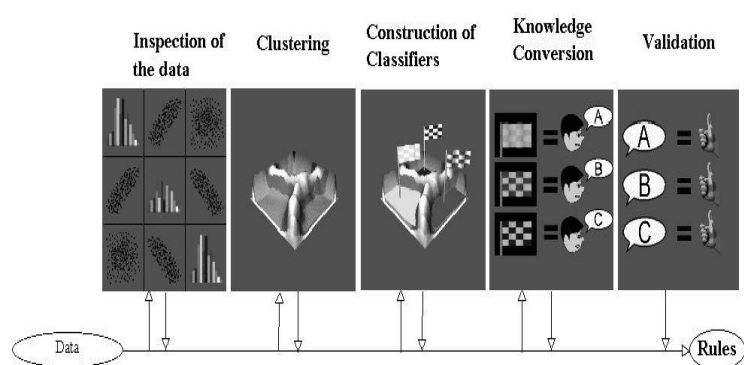 Inspection of
the data
Clustering
Construction of
Classifiers
Knowledge
Conversion
Validation
A
B
C
A
B
C
Data
Rules